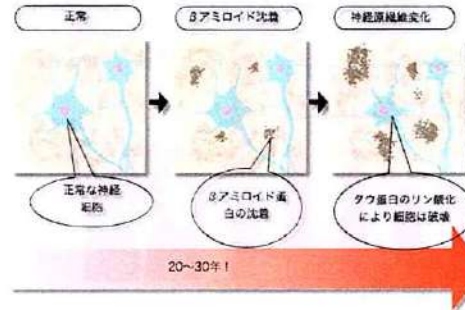 正常
βアミロイド沈着
神経原繊維変化
正常な神経
細胞
βアミロイド蛋
白の沈着
タウ蛋白のリン酸化
により細胞は破壊
20〜30年!